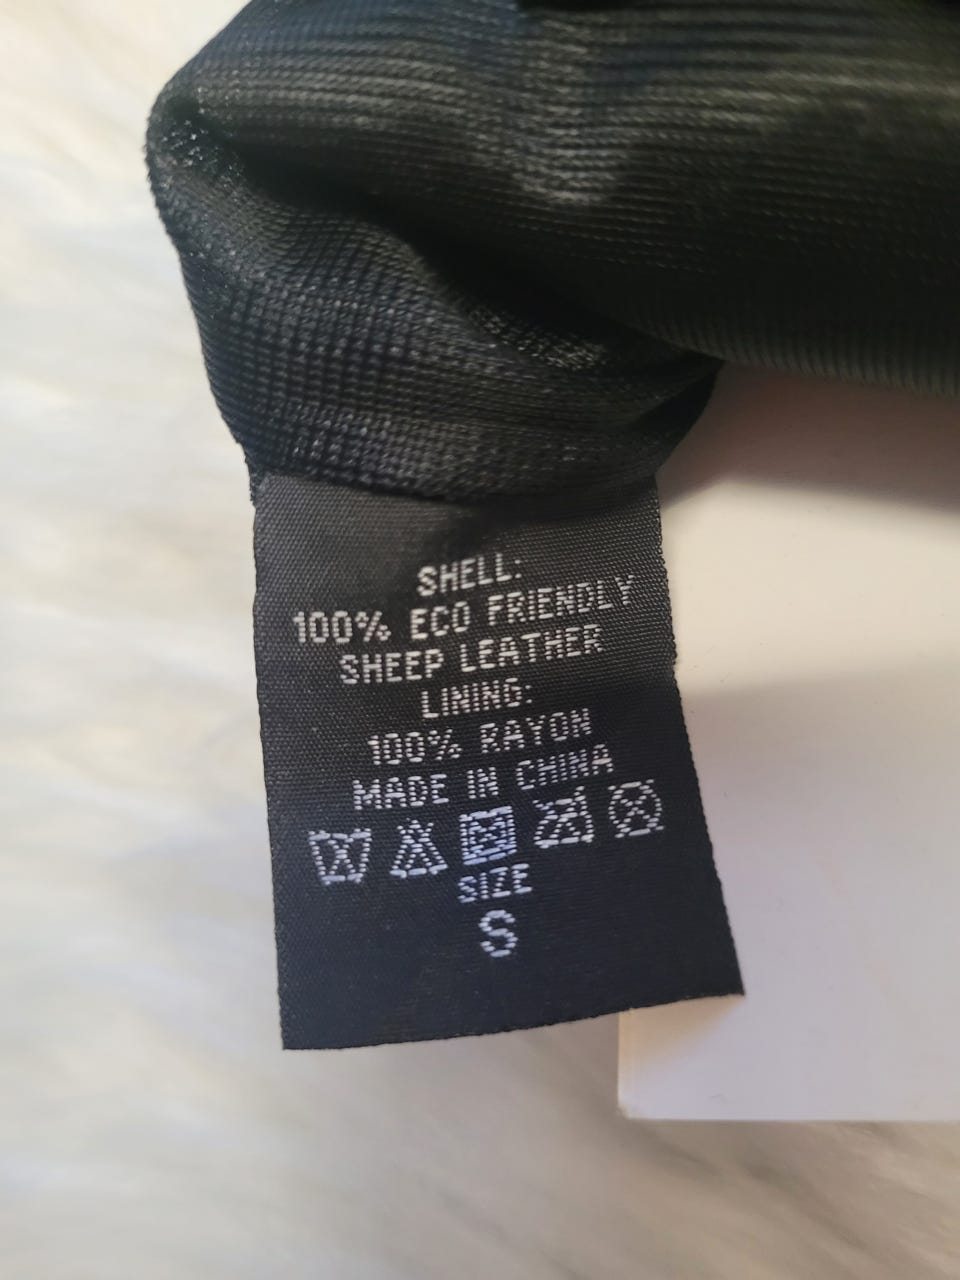 SHELL:
100% ECO FRIENDLY
SHEEP LEATHER
LINING:
100% RAYON
MADE IN CHINA
SIZE
S